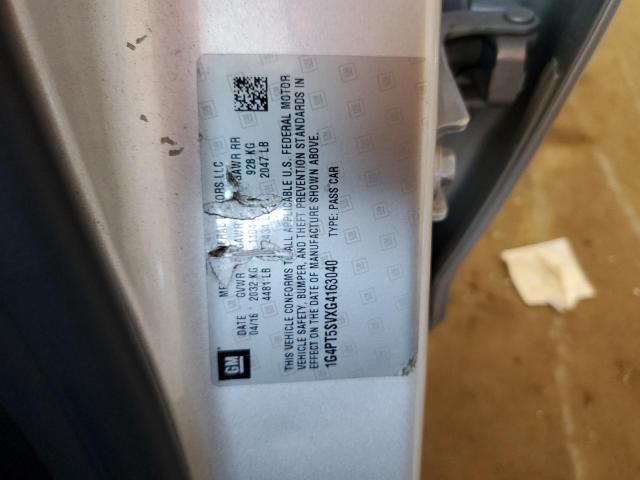 GM
ORS LLC
DATE GVWR GAWR RR
04/16 2032 KG 928 KG
4481 LB 2047 LB
THIS VEHICLE CONFORMS TO ALL APPLICABLE U.S. FEDERAL MOTOR
VEHICLE SAFETY, BUMPER, AND THEFT PREVENTION STANDARDS IN
EFFECT ON THE DATE OF MANUFACTURE SHOWN ABOVE.
1G4PT5SVXG4163040 TYPE: PASS CAR